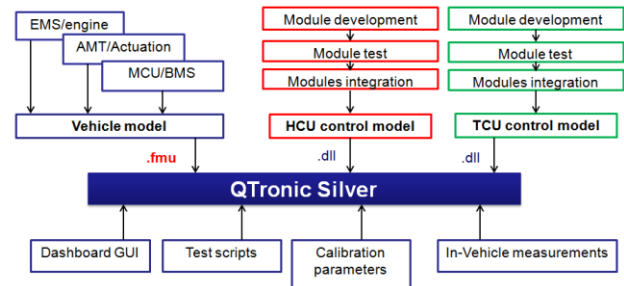 EMS/engine
AMT/Actuation
MCU/BMS
Vehicle model
Module development
Module test
Modules integration
HCU control model
Module development
Module test
Modules integration
TCU control model
.fmu
.dll
.dll
QTronic Silver
Dashboard GUI
Test scripts
Calibration
parameters
In-Vehicle measurements